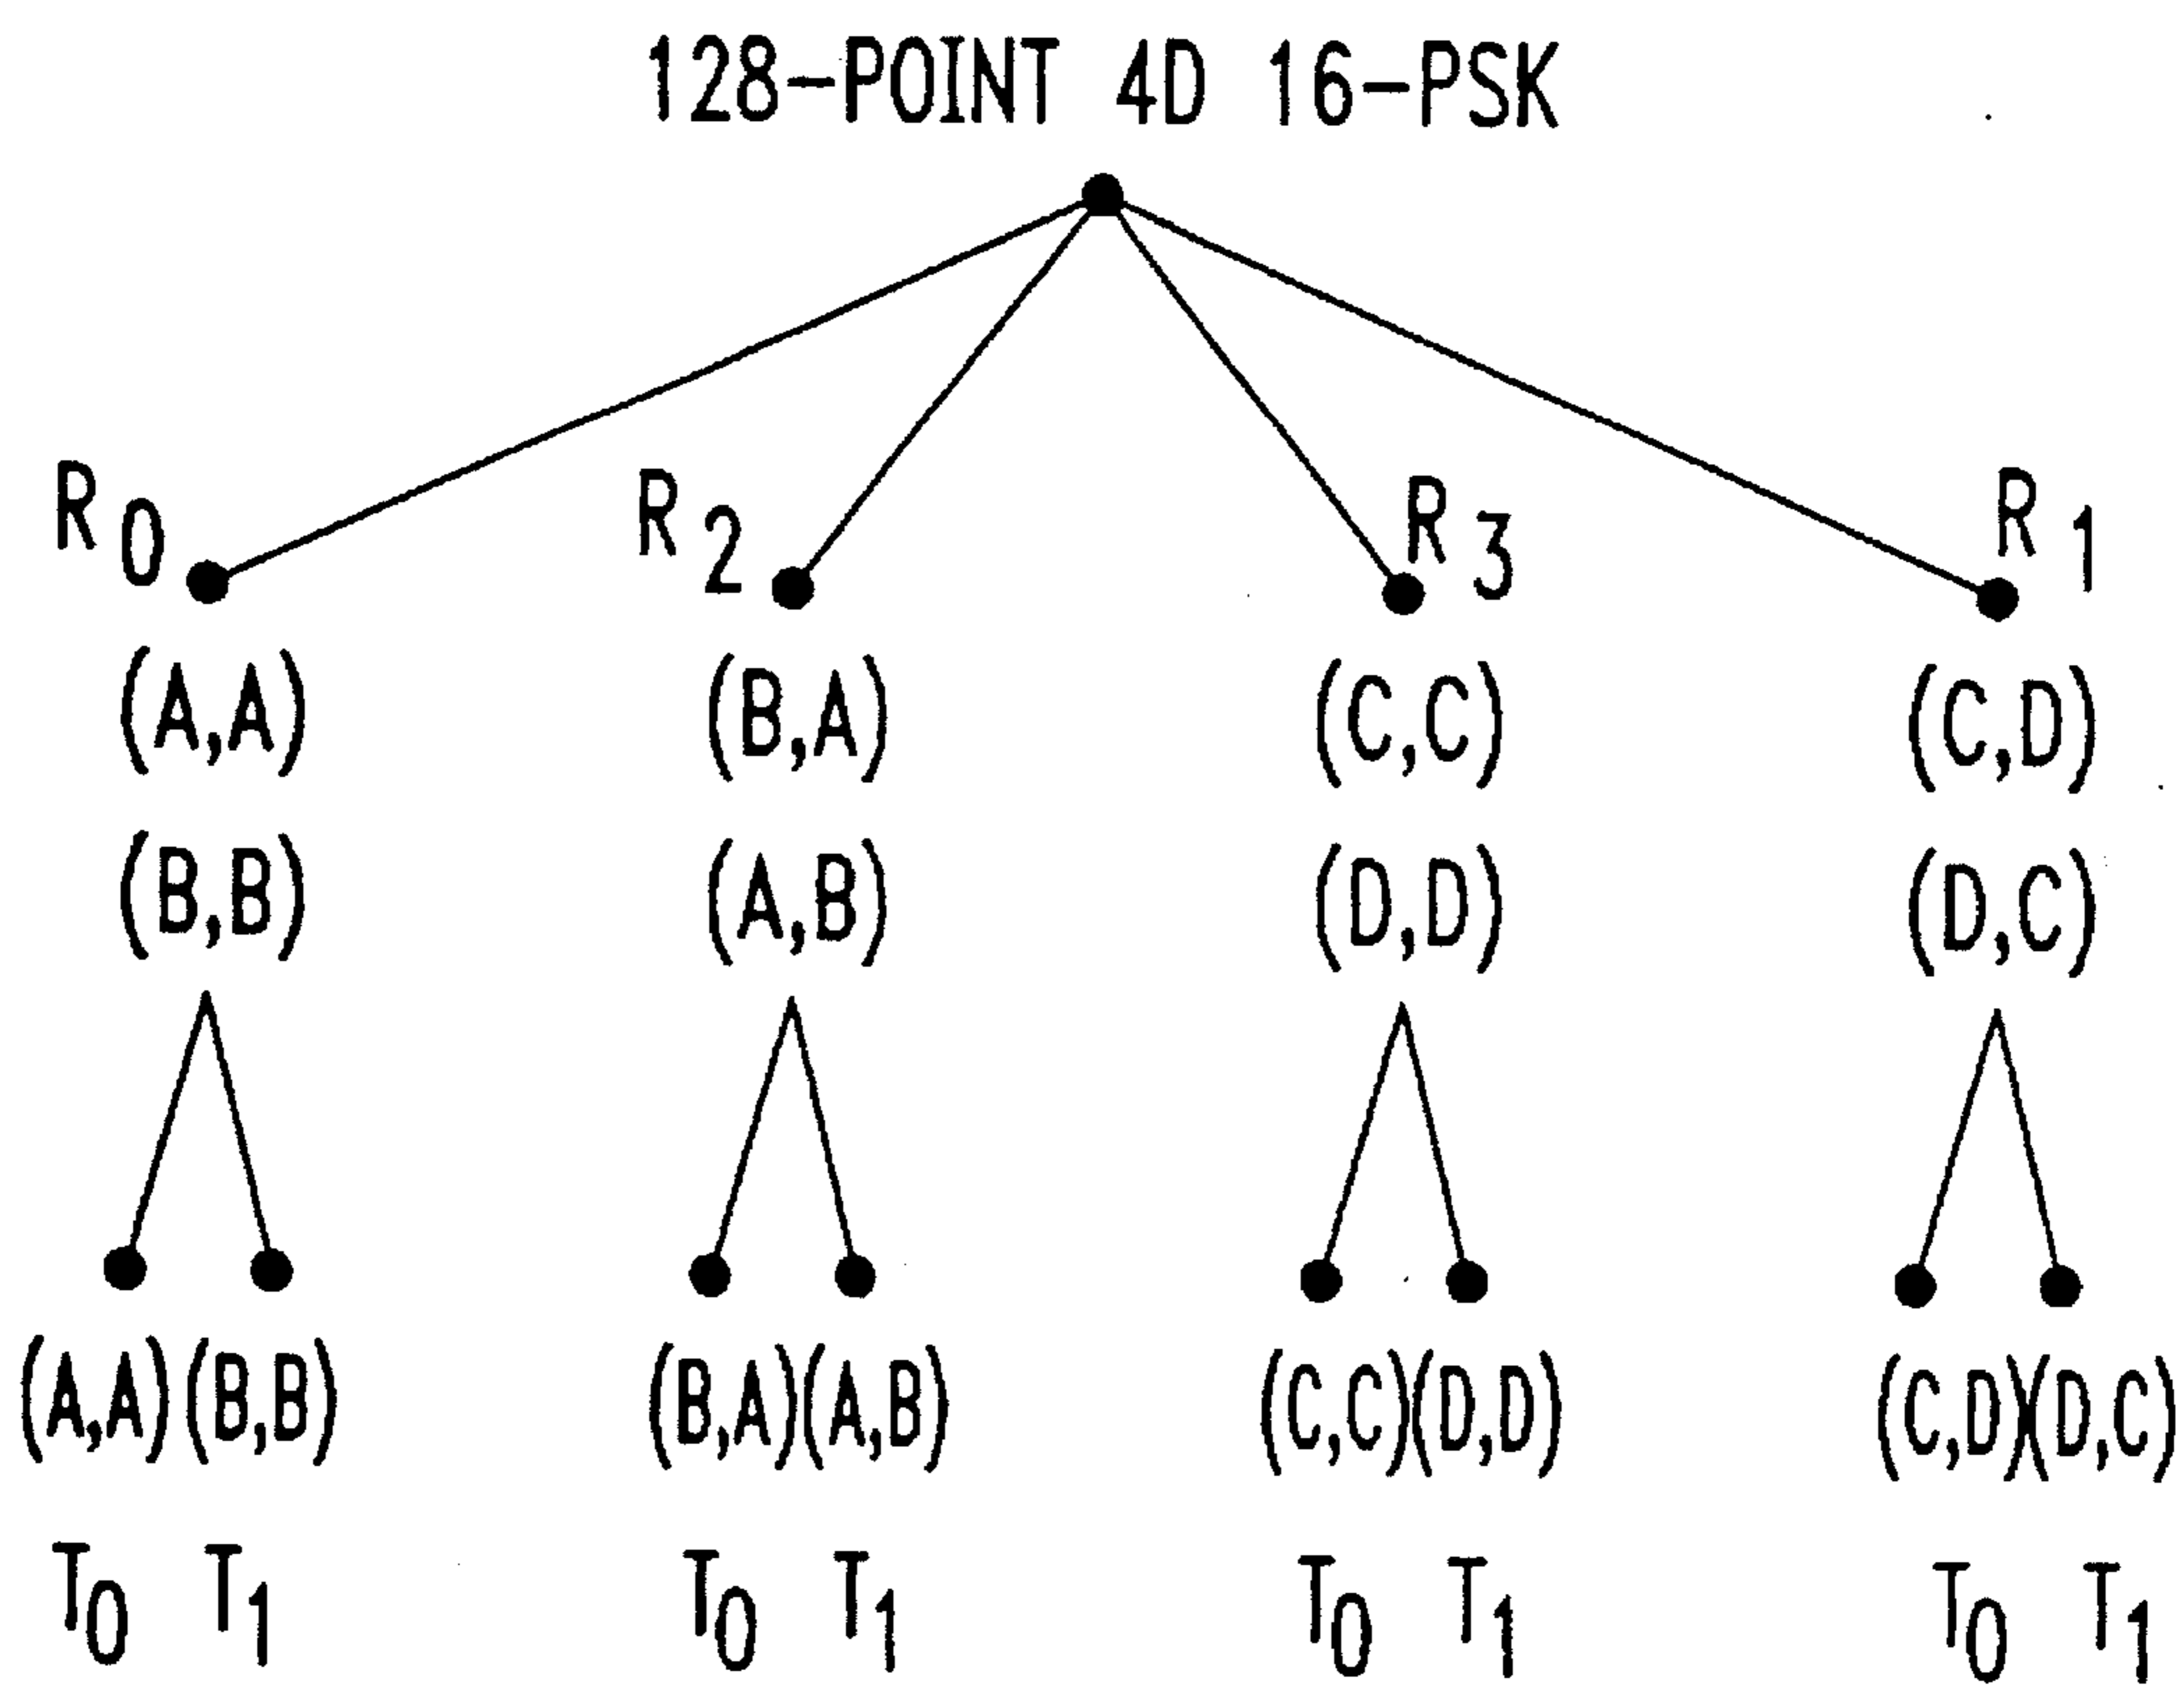 128-POINT 4D 16-PSK
R0 R2 R3 R1
(A,A) (B,A) (C,C) (C,D)
(B,B) (A,B) (D,D) (D,C)
(A,A)(B,B) (B,A)(A,B) (C,C)(D,D) (C,D)(D,C)
T0 T1 T0 T1 T0 T1 T0 T1